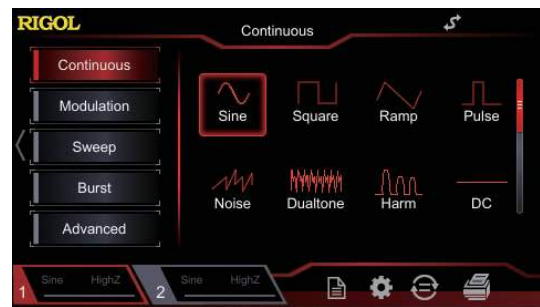 RIGOL
Continuous
Continuous
Modulation
Sweep
Burst
Advanced
Sine
Square
Ramp
Pulse
Noise
Dualtone
Harm
DC
1
Sine
HighZ
2
Sine
HighZ